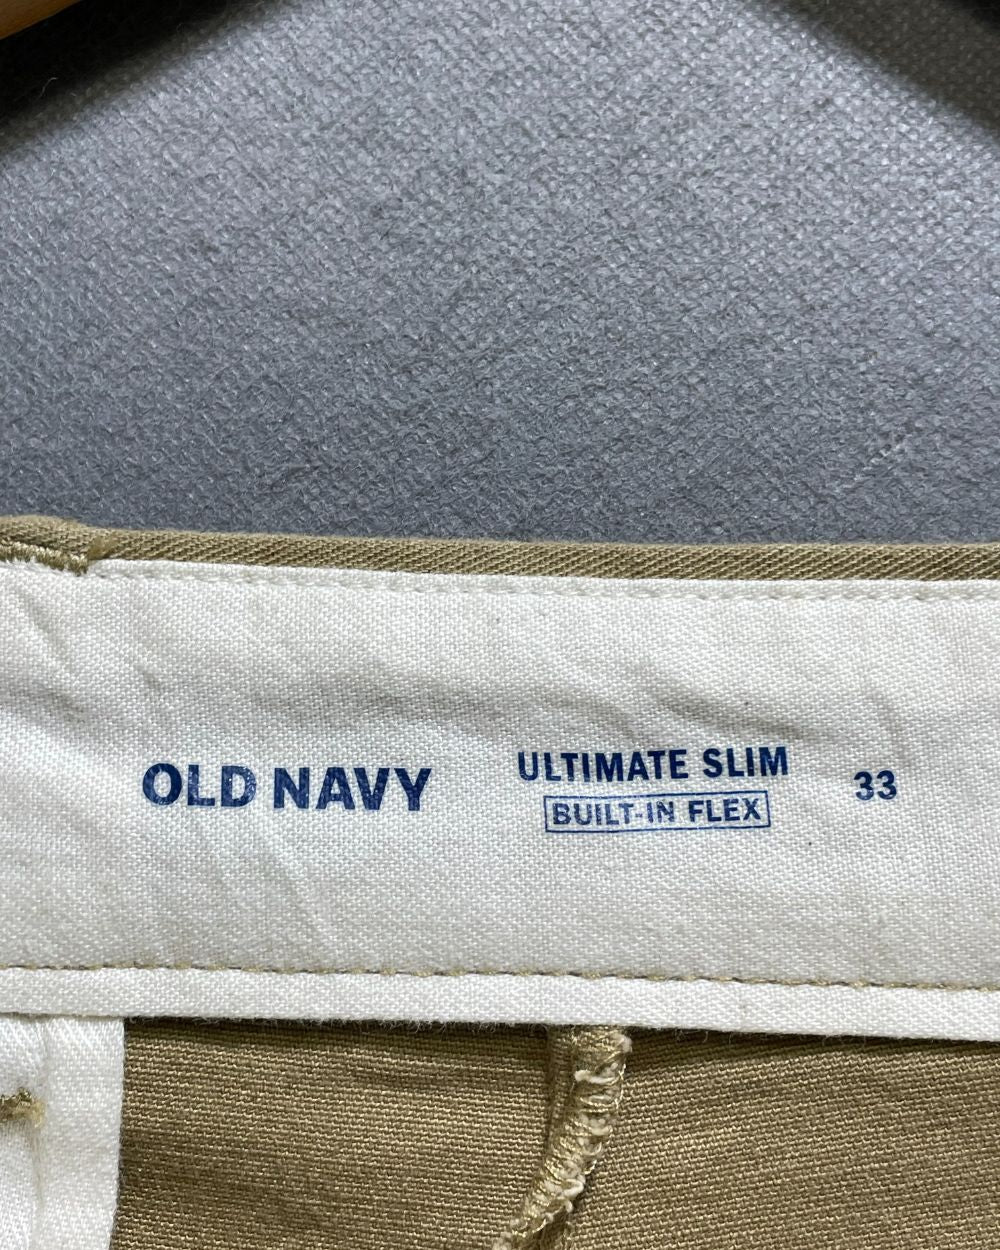 OLD NAVY
ULTIMATE SLIM
BUILT-IN FLEX
33